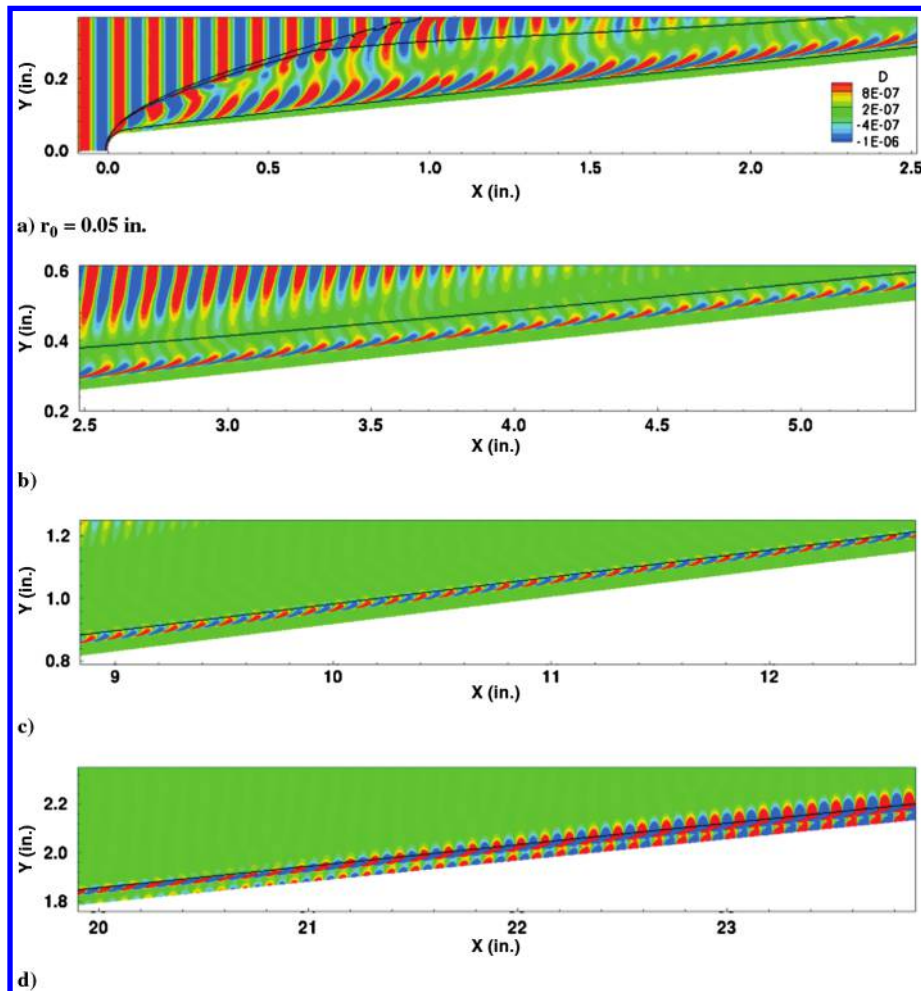 Y (in.)
0.2
0.0
D
8E-07
2E-07
-4E-07
-1E-06
0.0 0.5 1.0 1.5 2.0 2.5
X (in.)
a) r₀ = 0.05 in.
Y (in.)
0.6
0.4
0.2
2.5 3.0 3.5 4.0 4.5 5.0
X (in.)
b)
Y (in.)
1.2
1.0
0.8
9 10 11 12
X (in.)
c)
Y (in.)
2.2
2.0
1.8
20 21 22 23
X (in.)
d)